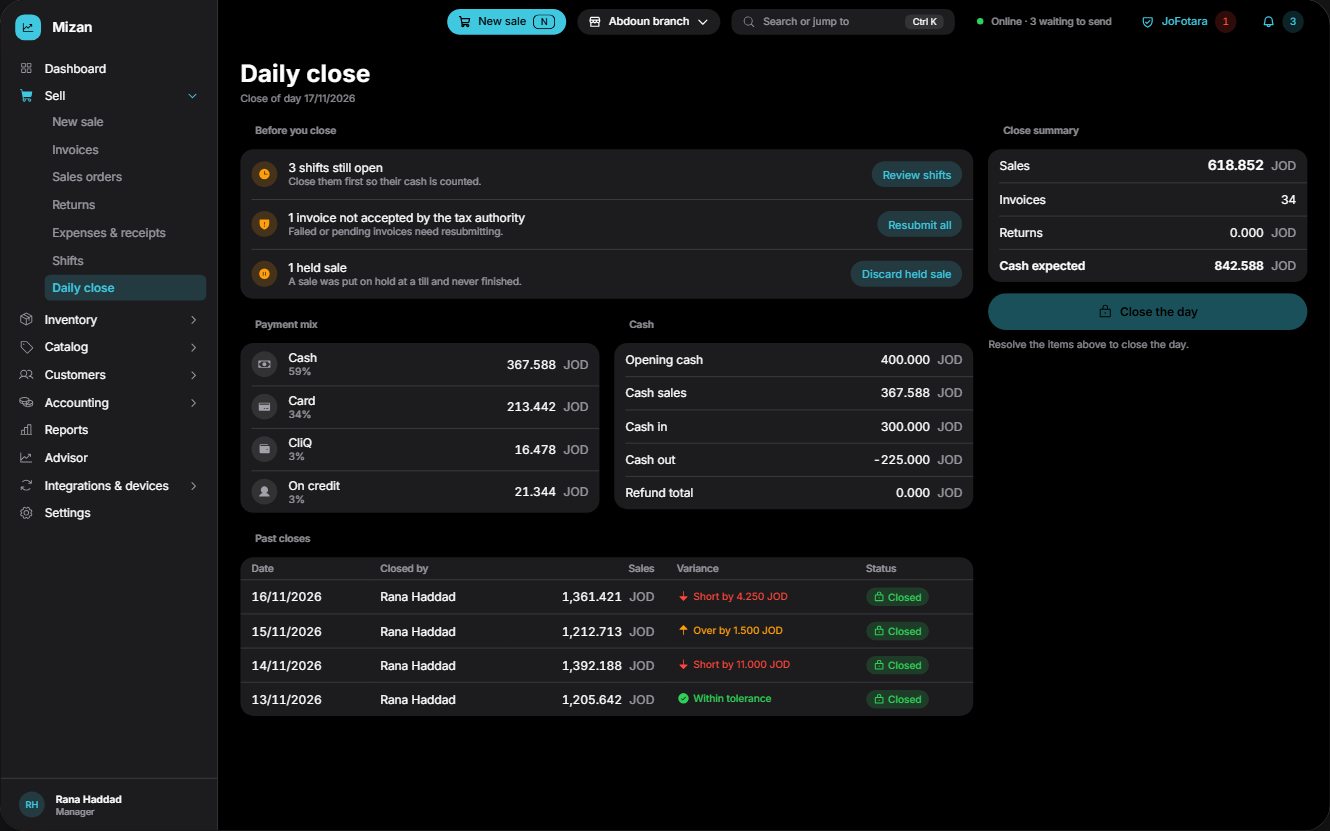 Mizan
New sale N
Abdoun branch
Search or jump to Ctrl K
Online · 3 waiting to send
JoFotara 1
3
Dashboard
Sell
New sale
Invoices
Sales orders
Returns
Expenses & receipts
Shifts
Daily close
Inventory
Catalog
Customers
Accounting
Reports
Advisor
Integrations & devices
Settings
RH
Rana Haddad
Manager
Daily close
Close of day 17/11/2026
Before you close
3 shifts still open
Close them first so their cash is counted.
Review shifts
1 invoice not accepted by the tax authority
Failed or pending invoices need resubmitting.
Resubmit all
1 held sale
A sale was put on hold at a till and never finished.
Discard held sale
Close summary
Sales 618.852 JOD
Invoices 34
Returns 0.000 JOD
Cash expected 842.588 JOD
Close the day
Resolve the items above to close the day.
Payment mix
Cash 367.588 JOD
59%
Card 213.442 JOD
34%
CliQ 16.478 JOD
3%
On credit 21.344 JOD
3%
Cash
Opening cash 400.000 JOD
Cash sales 367.588 JOD
Cash in 300.000 JOD
Cash out -225.000 JOD
Refund total 0.000 JOD
Past closes
Date Closed by Sales Variance Status
16/11/2026 Rana Haddad 1,361.421 JOD Short by 4.250 JOD Closed
15/11/2026 Rana Haddad 1,212.713 JOD Over by 1.500 JOD Closed
14/11/2026 Rana Haddad 1,392.188 JOD Short by 11.000 JOD Closed
13/11/2026 Rana Haddad 1,205.642 JOD Within tolerance Closed